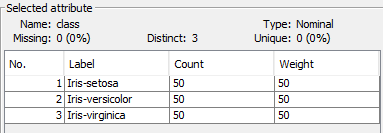 Selected attribute
Name: class Type: Nominal
Missing: 0 (0%) Distinct: 3 Unique: 0 (0%)
No. Label Count Weight
1 Iris-setosa 50 50
2 Iris-versicolor 50 50
3 Iris-virginica 50 50